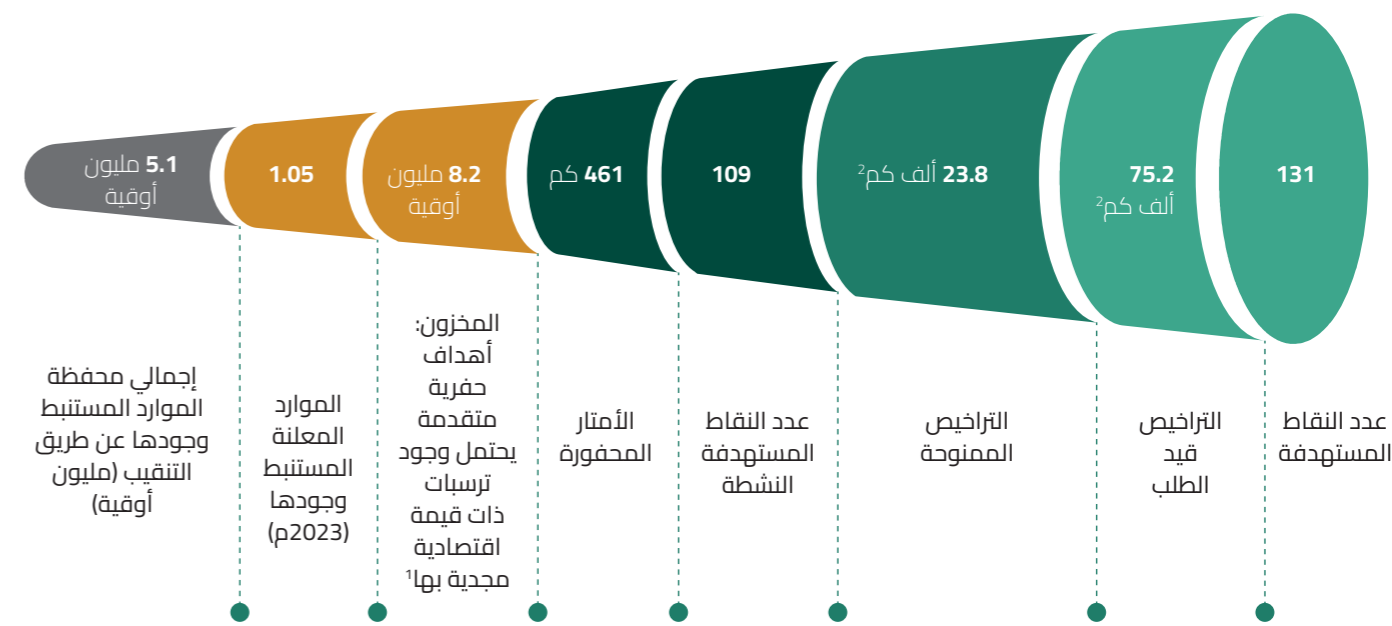 131
75.2
ألف كم²
23.8 ألف كم²
109
461 كم
8.2 مليون
أوقية
1.05
5.1 مليون
أوقية
عدد النقاط
المستهدفة
التراخيص
قيد
الطلب
التراخيص
الممنوحة
عدد النقاط
المستهدفة
النشطة
الأمتار
المحفورة
المخزون:
أهداف
حفرية
متقدمة
يحتمل وجود
ترسبات
ذات قيمة
اقتصادية
مجدية بها¹
الموارد
المعلنة
المستنبط
وجودها
(2023م)
إجمالي محفظة
الموارد المستنبط
وجودها عن طريق
التنقيب (مليون
أوقية)